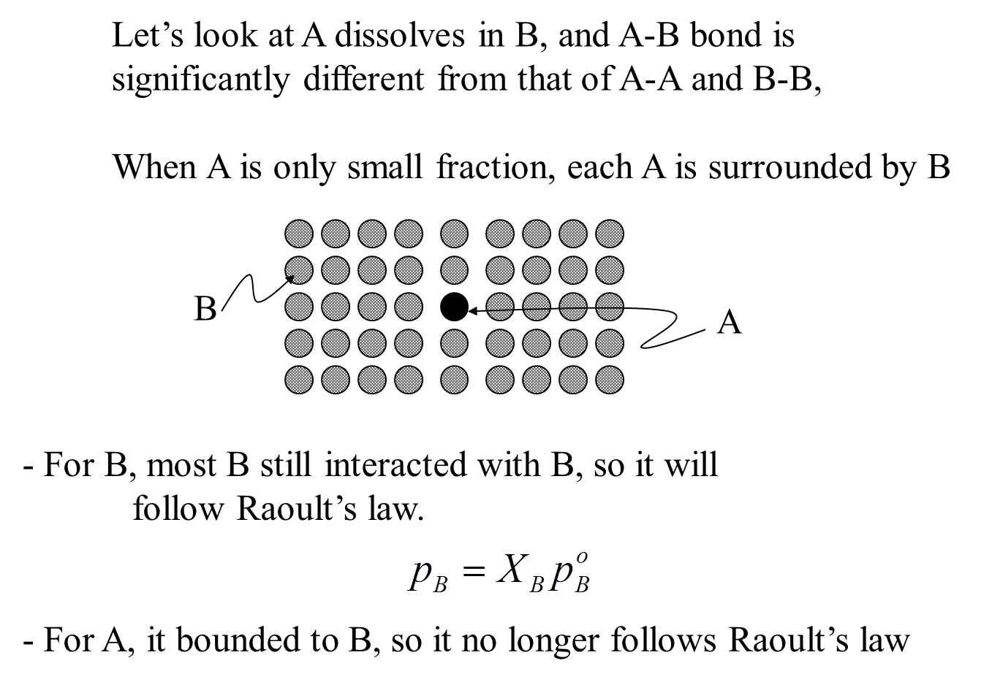 Let’s look at A dissolves in B, and A-B bond is
significantly different from that of A-A and B-B,
When A is only small fraction, each A is surrounded by B
B
A
- For B, most B still interacted with B, so it will
follow Raoult’s law.
p_B = X_B p_B^o
- For A, it bounded to B, so it no longer follows Raoult’s law